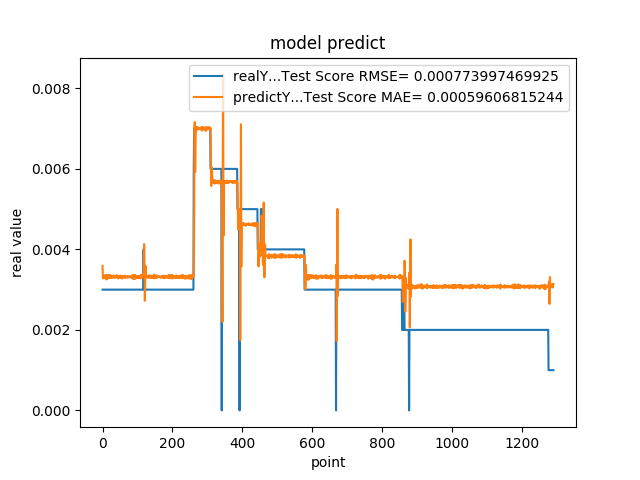 model predict
realY...Test Score RMSE= 0.000773997469925
predictY...Test Score MAE= 0.00059606815244
0.008
0.006
0.004
0.002
0.000
real value
0 200 400 600 800 1000 1200
point